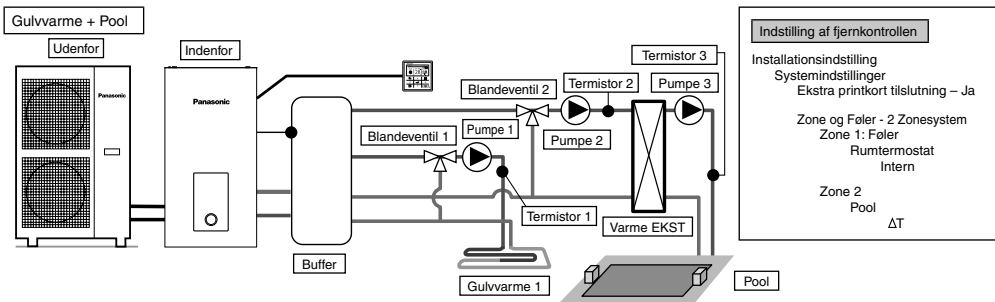 Gulvvarme + Pool
Udenfor
Indenfor
Panasonic
Panasonic
Blandeventil 1
Pumpe 1
Blandeventil 2
Termistor 2
Pumpe 2
Termistor 3
Pumpe 3
Termistor 1
Varme EKST
Buffer
Gulvvarme 1
Pool
Indstilling af fjernkontrollen
Installationsindstilling
Systemindstillinger
Ekstra printkort tilslutning – Ja
Zone og Føler - 2 Zonesystem
Zone 1: Føler
Rumtermostat
Intern
Zone 2
Pool
ΔT